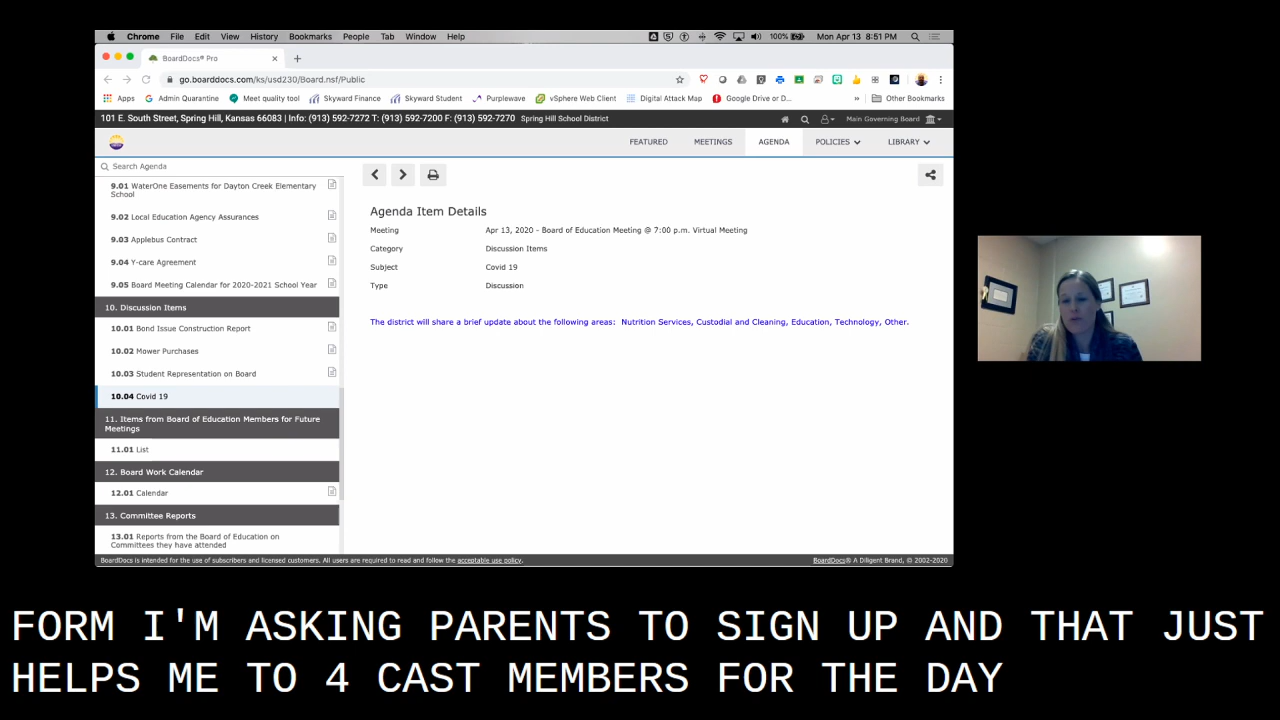 Chrome File Edit View History Bookmarks People Tab Window Help 100% Mon Apr 13 8:51 PM
BoardDocs® Pro
go.boarddocs.com/ks/usd230/Board.nsf/Public
Apps Admin Quarantine Meet quality tool Skyward Finance Skyward Student Purplewave vSphere Web Client Digital Attack Map Google Drive or D... » Other Bookmarks
101 E. South Street, Spring Hill, Kansas 66083 | Info: (913) 592-7272 T: (913) 592-7200 F: (913) 592-7270 Spring Hill School District Main Governing Board
FEATURED MEETINGS AGENDA POLICIES LIBRARY
Search Agenda
9.01 WaterOne Easements for Dayton Creek Elementary
School
9.02 Local Education Agency Assurances
9.03 Applebus Contract
9.04 Y-care Agreement
9.05 Board Meeting Calendar for 2020-2021 School Year
10. Discussion Items
10.01 Bond Issue Construction Report
10.02 Mower Purchases
10.03 Student Representation on Board
10.04 Covid 19
11. Items from Board of Education Members for Future
Meetings
11.01 List
12. Board Work Calendar
12.01 Calendar
13. Committee Reports
13.01 Reports from the Board of Education on
Committees they have attended
Agenda Item Details
Meeting Apr 13, 2020 - Board of Education Meeting @ 7:00 p.m. Virtual Meeting
Category Discussion Items
Subject Covid 19
Type Discussion
The district will share a brief update about the following areas: Nutrition Services, Custodial and Cleaning, Education, Technology, Other.
BoardDocs is intended for the use of subscribers and licensed customers. All users are required to read and follow the acceptable use policy. BoardDocs® A Diligent Brand, © 2002-2020
FORM I'M ASKING PARENTS TO SIGN UP AND THAT JUST
HELPS ME TO 4 CAST MEMBERS FOR THE DAY